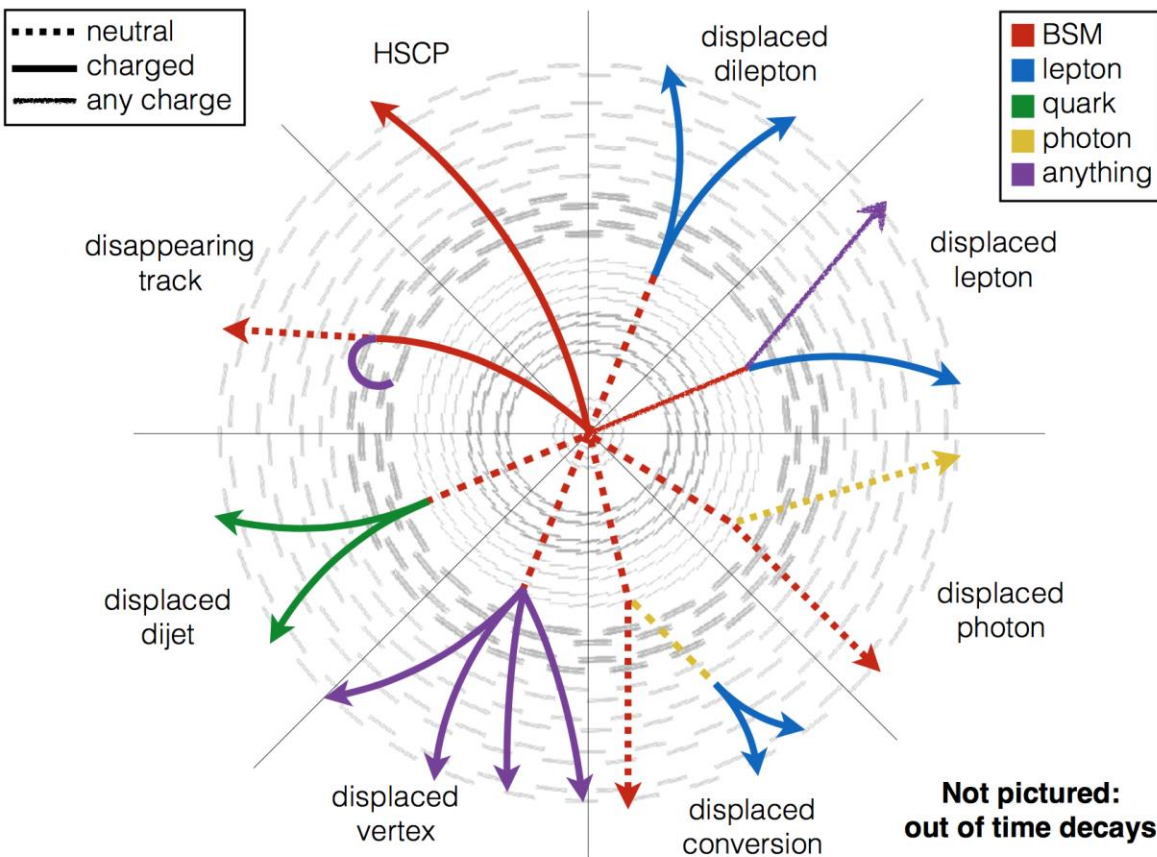 neutral
charged
any charge
HSCP
displaced
dilepton
BSM
lepton
quark
photon
anything
disappearing
track
displaced
lepton
displaced
dijet
displaced
photon
displaced
vertex
displaced
conversion
Not pictured:
out of time decays